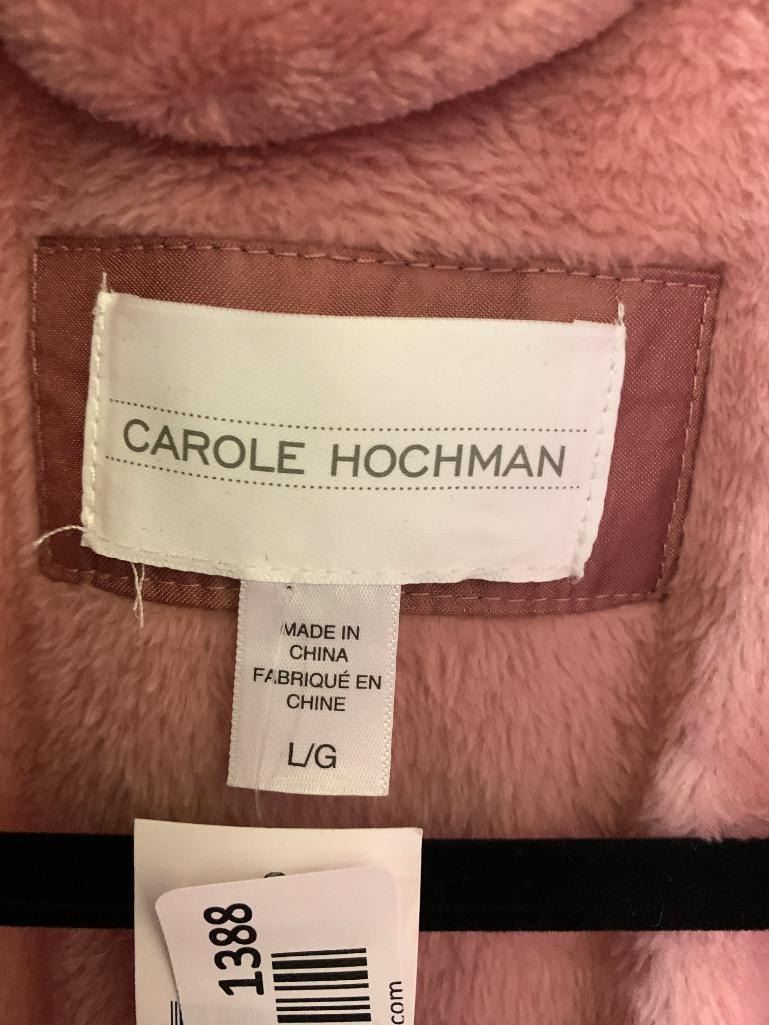 CAROLE HOCHMAN
MADE IN
CHINA
FABRIQUÉ EN
CHINE
L/G
1388
com